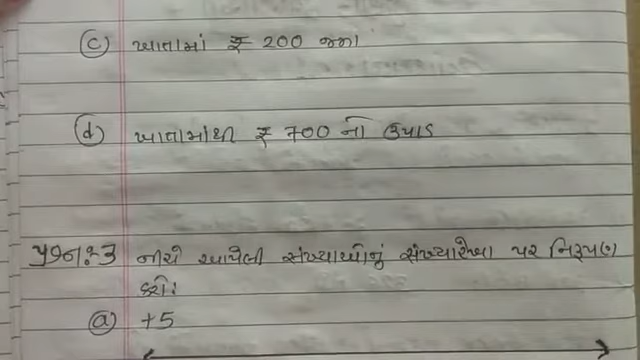 (c) ખાતામાં ₹ 200 જમા
(d) ખાતામાંથી ₹ 700 નો ઉપાડ
પ્રશ્ન:-3 નીચે આપેલી સંખ્યાઓનું સંખ્યારેખા પર નિરૂપણ
કરો:
(a) +5